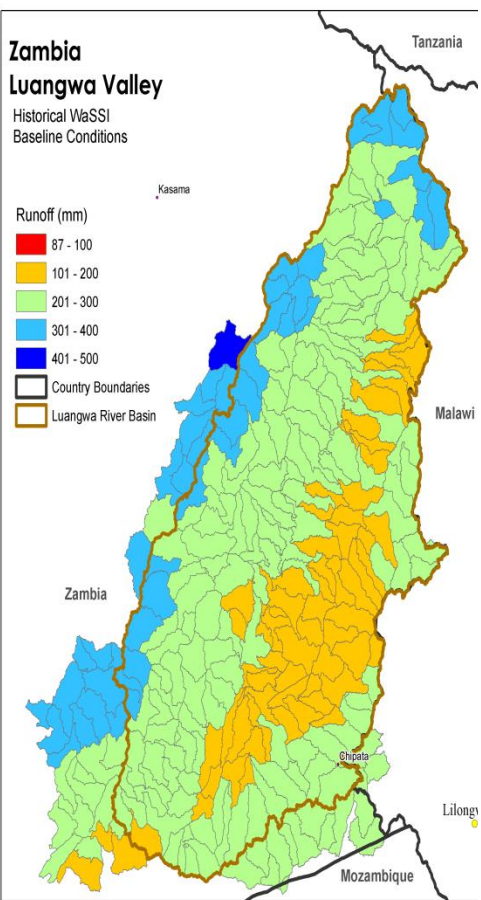 Zambia
Luangwa Valley
Historical WaSSI
Baseline Conditions
Tanzania
Kasama
Runoff (mm)
87 - 100
101 - 200
201 - 300
301 - 400
401 - 500
Country Boundaries
Luangwa River Basin
Malawi
Zambia
Chipata
Mozambique